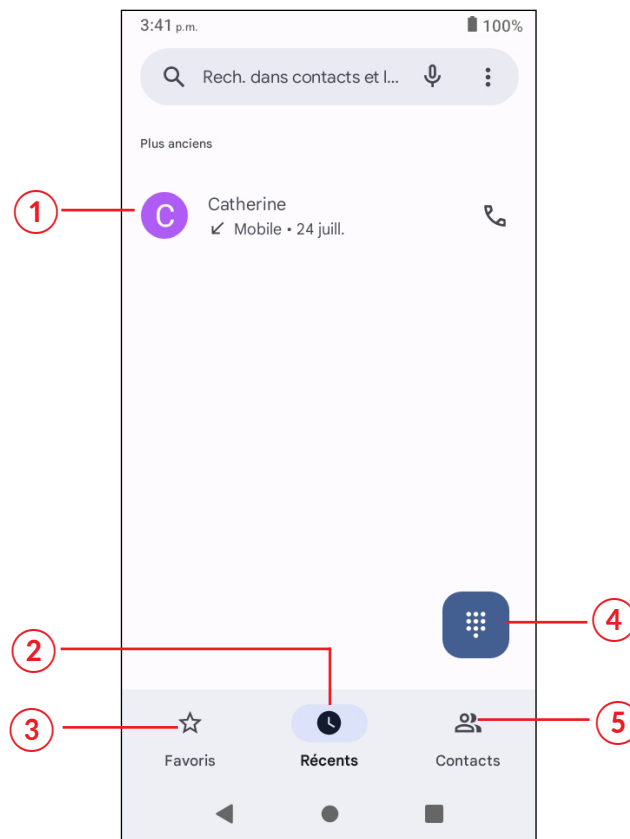 3:41 p.m. 100%
Rech. dans contacts et l...
Plus anciens
1
C
Catherine
Mobile • 24 juill.
4
2
3
5
Favoris Récents Contacts